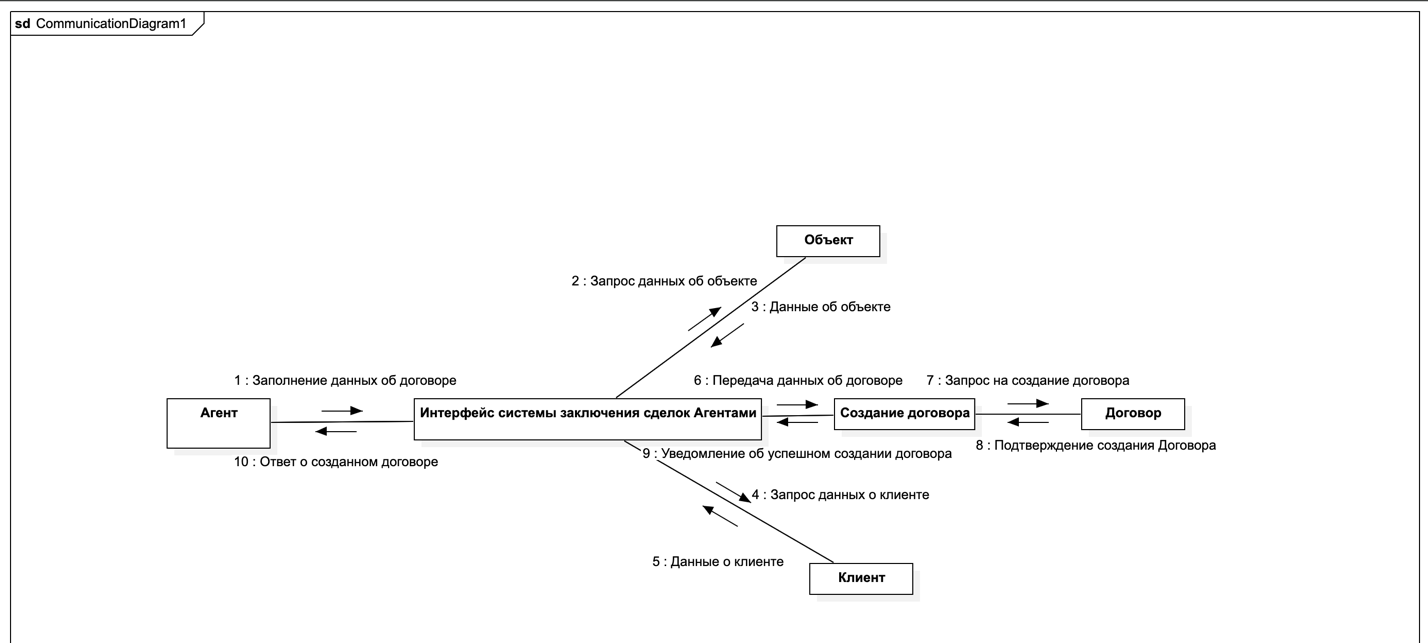 sd CommunicationDiagram1
Объект
2 : Запрос данных об объекте
3 : Данные об объекте
1 : Заполнение данных об договоре
6 : Передача данных об договоре
7 : Запрос на создание договора
Агент
Интерфейс системы заключения сделок Агентами
Создание договора
Договор
10 : Ответ о созданном договоре
9 : Уведомление об успешном создании договора
8 : Подтверждение создания Договора
4 : Запрос данных о клиенте
5 : Данные о клиенте
Клиент